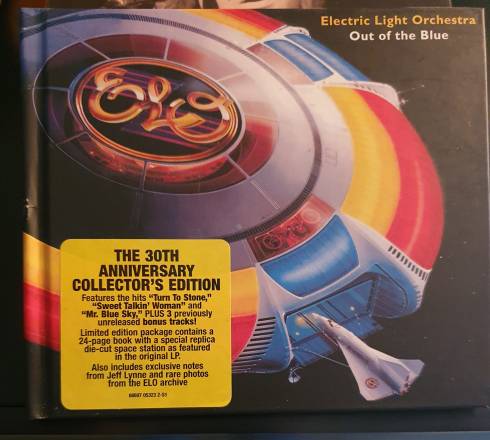 Electric Light Orchestra
Out of the Blue
ELO
THE 30TH
ANNIVERSARY
COLLECTOR'S EDITION
Features the hits "Turn To Stone,"
"Sweet Talkin' Woman" and
"Mr. Blue Sky," PLUS 3 previously
unreleased bonus tracks!
Limited edition package contains a
24-page book with a special replica
die-cut space station as featured
in the original LP.
Also includes exclusive notes
from Jeff Lynne and rare photos
from the ELO archive